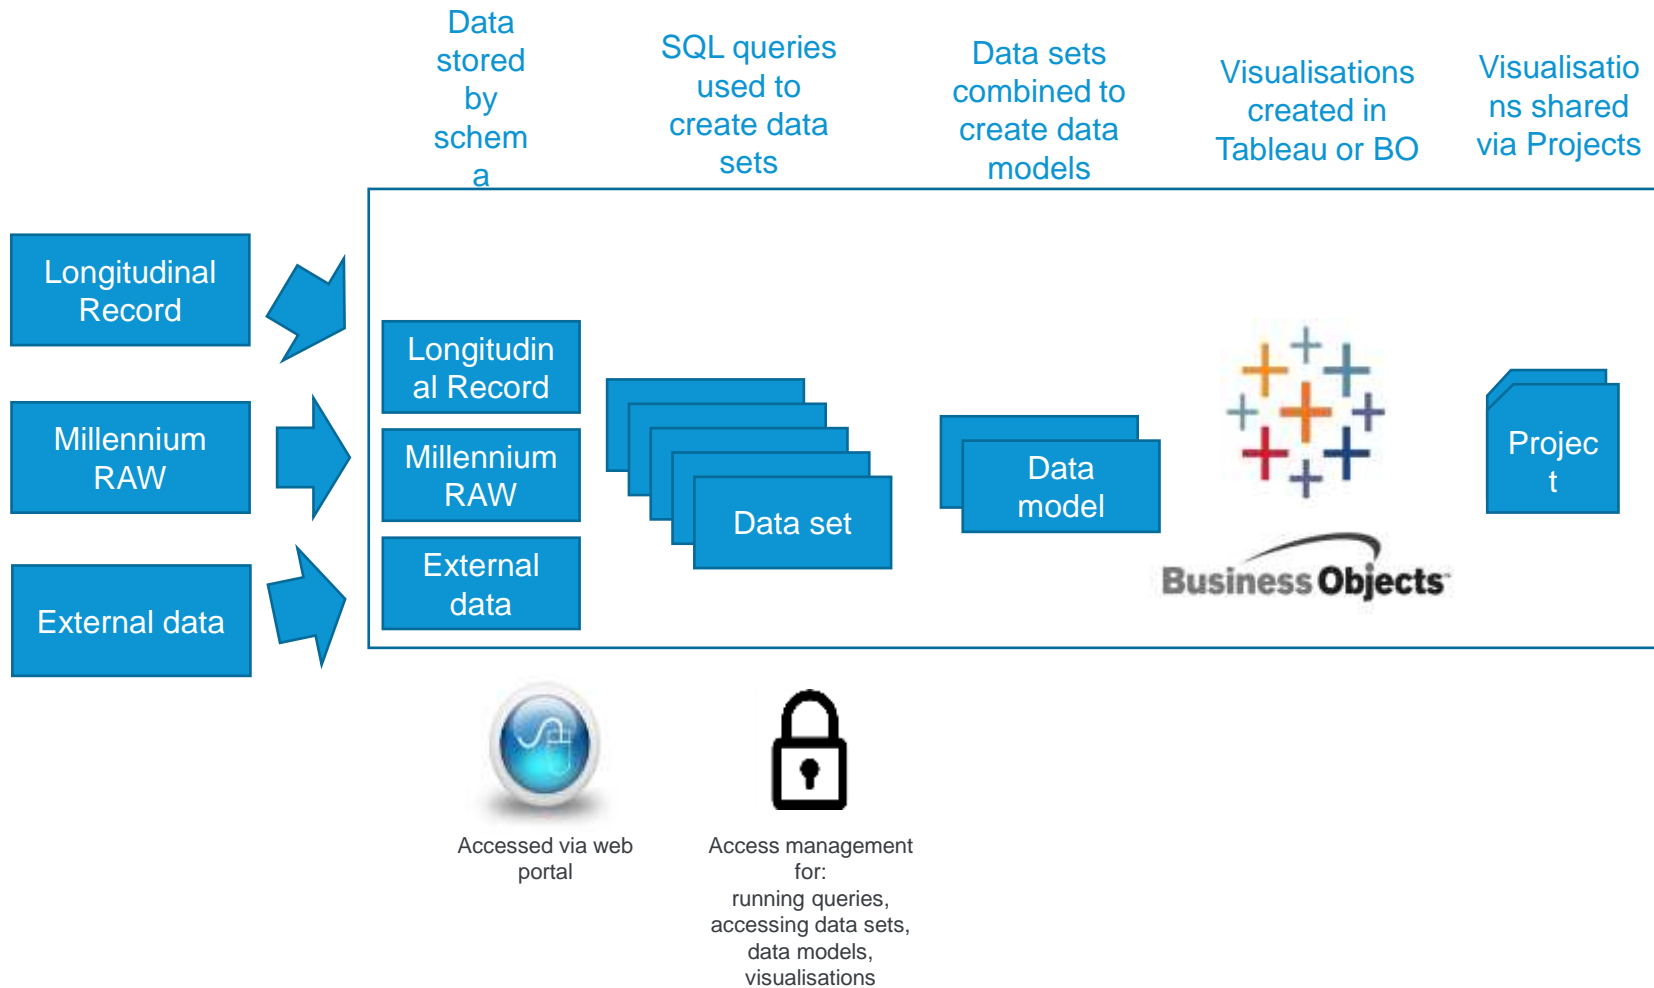 Data
stored
by
schem
a
SQL queries
used to
create data
sets
Data sets
combined to
create data
models
Visualisations
created in
Tableau or BO
Visualisatio
ns shared
via Projects
Longitudinal
Record
Millennium
RAW
External data
Longitudin
al Record
Millennium
RAW
External
data
Data set
Data
model
Business Objects
Projec
t
Accessed via web
portal
Access management
for:
running queries,
accessing data sets,
data models,
visualisations